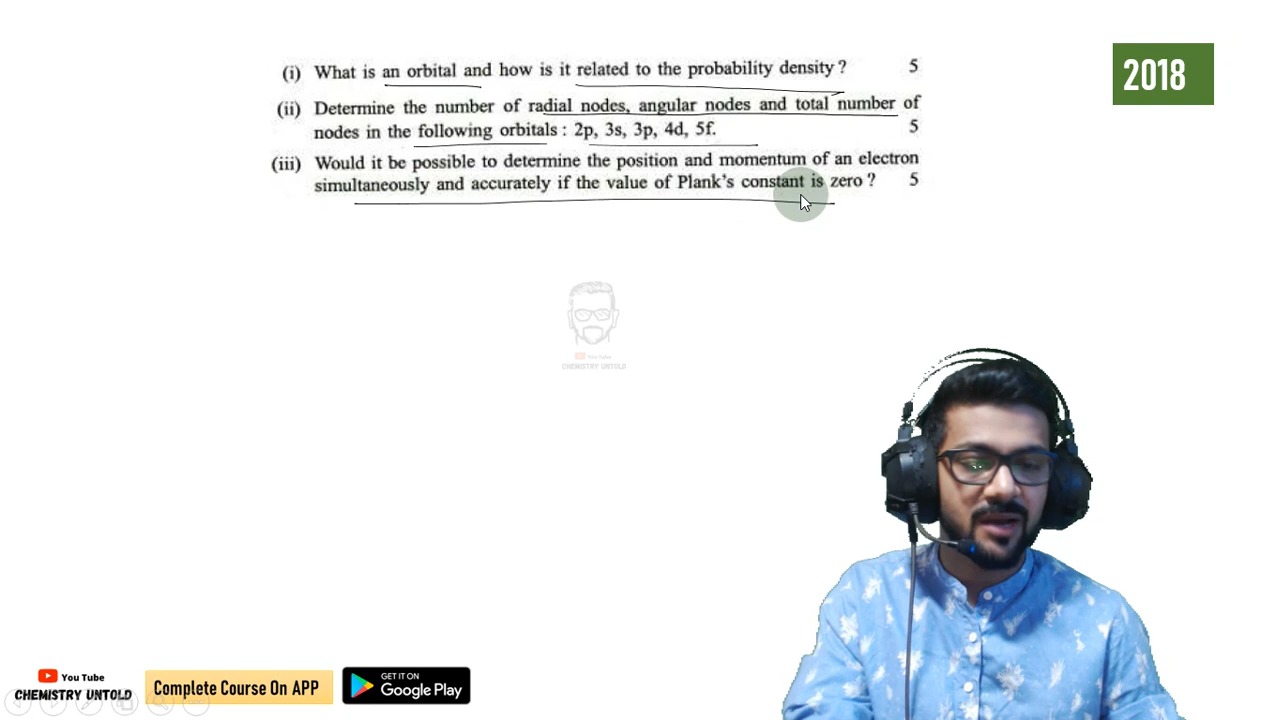 2018
(i) What is an orbital and how is it related to the probability density? 5
(ii) Determine the number of radial nodes, angular nodes and total number of
nodes in the following orbitals : 2p, 3s, 3p, 4d, 5f. 5
(iii) Would it be possible to determine the position and momentum of an electron
simultaneously and accurately if the value of Plank's constant is zero? 5
You Tube
CHEMISTRY UNTOLD
You Tube
CHEMISTRY UNTOLD
Complete Course On APP
GET IT ON
Google Play